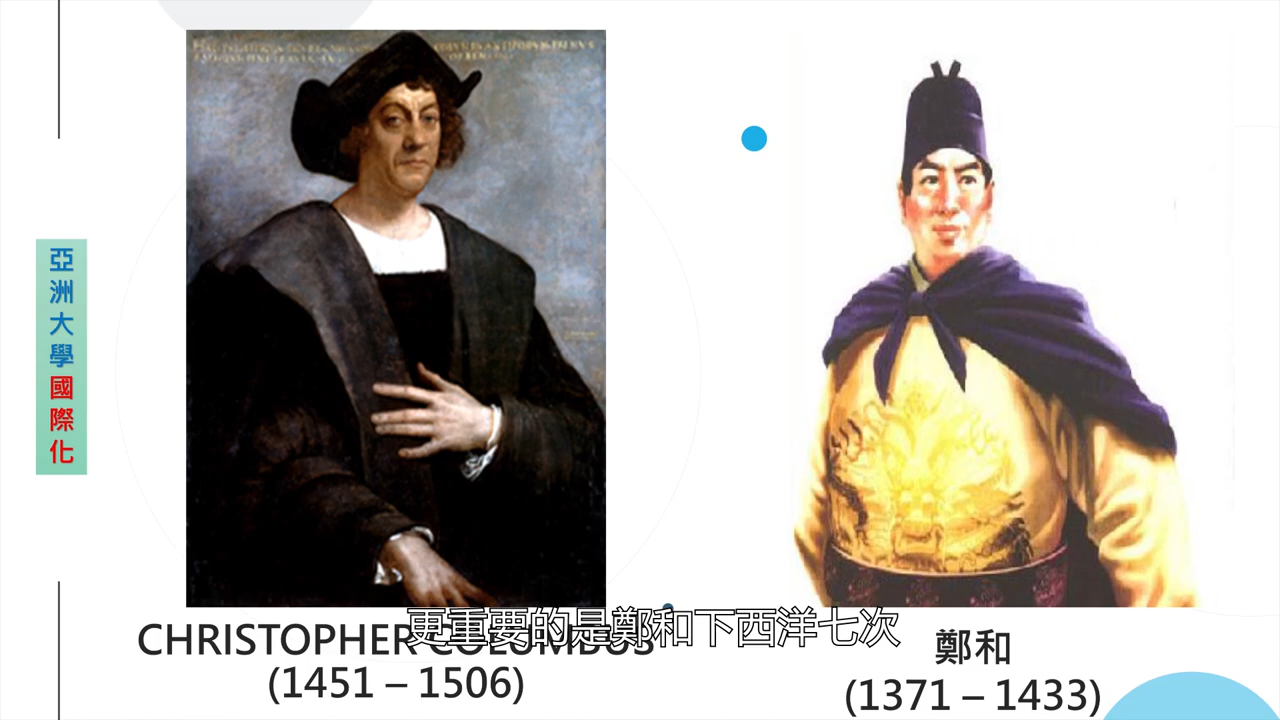 亞洲大學國際化
更重要的是鄭和下西洋七次
CHRISTOPHER COLUMBUS
(1451 – 1506)
鄭和
(1371 – 1433)